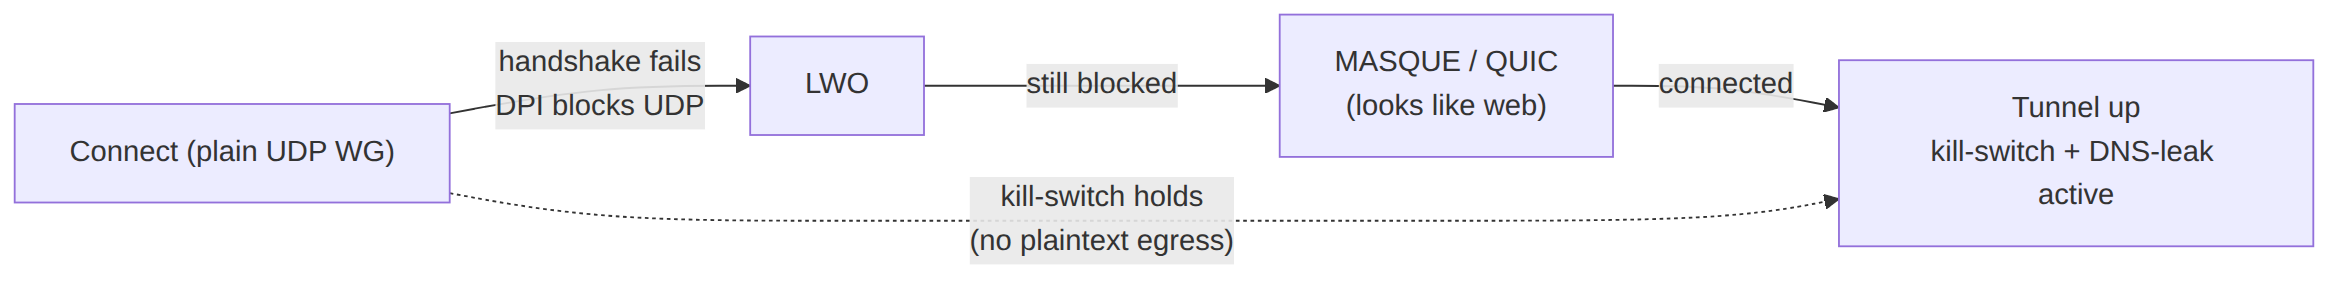 Connect (plain UDP WG)
handshake fails
DPI blocks UDP
LWO
still blocked
MASQUE / QUIC
(looks like web)
connected
Tunnel up
kill-switch + DNS-leak
active
kill-switch holds
(no plaintext egress)